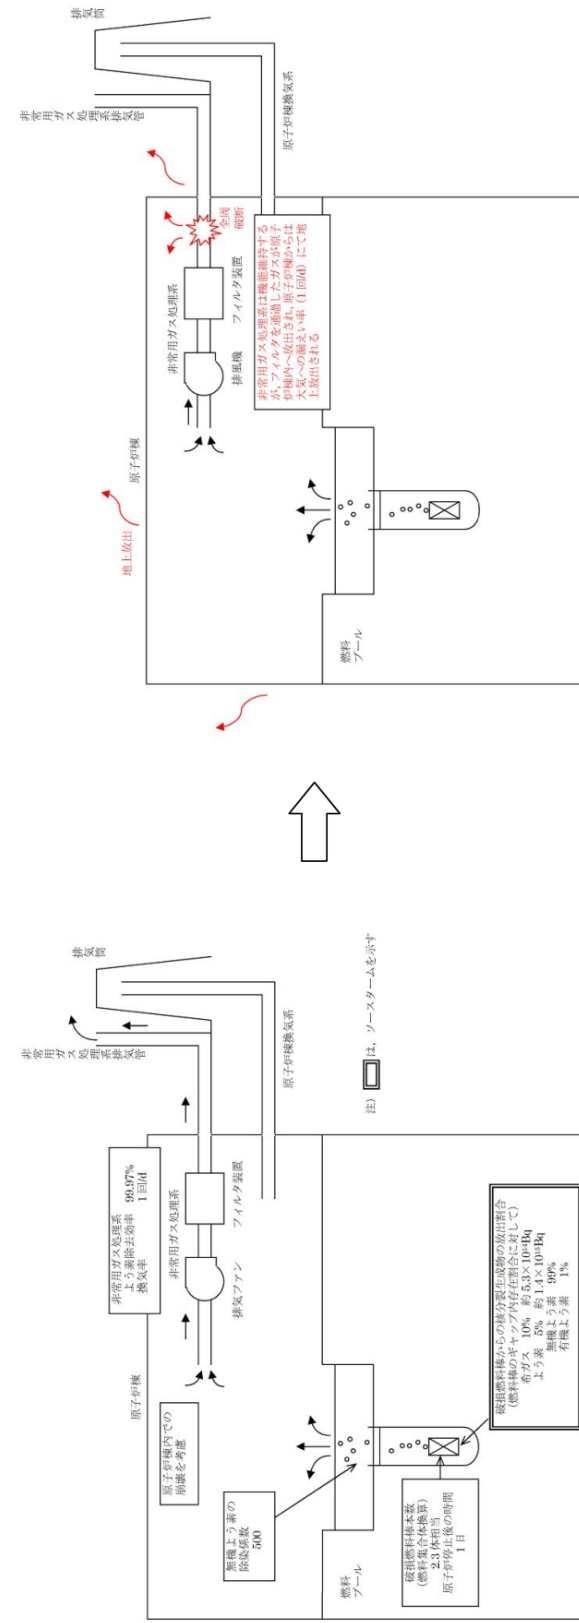 非常用ガス処理系
よう素除去効率 99.97%
換気率 1回/d
原子炉棟
原子炉棟内での
崩壊を考慮
非常用ガス処理系
排気ファン
フィルタ装置
非常用ガス処理系排気管
排気筒
原子炉棟換気系
無機よう素の
除染係数
500
燃料
プール
破損燃料棒本数
(燃料集合体換算)
2.3 体相当
原子炉停止後の時間
1 日
破損燃料棒からの核分裂生成物の放出割合
(燃料棒のギャップ内存在割合に対して)
希ガス 10% 約 5.3×10¹⁴Bq
よう素 5% 約 1.4×10¹⁵Bq
無機よう素 99%
有機よう素 1%
注) は,ソースタームを示す
地上放出
原子炉棟
非常用ガス処理系
排風機
フィルタ装置
全周
破断
非常用ガス処理系排気管
排気筒
原子炉棟換気系
非常用ガス処理系は機能維持する
が,フィルタを通過したガスが原子
炉棟内へ放出され,原子炉棟からは
大気への漏えい率(1 回/d)にて地
上放出される
燃料
プール